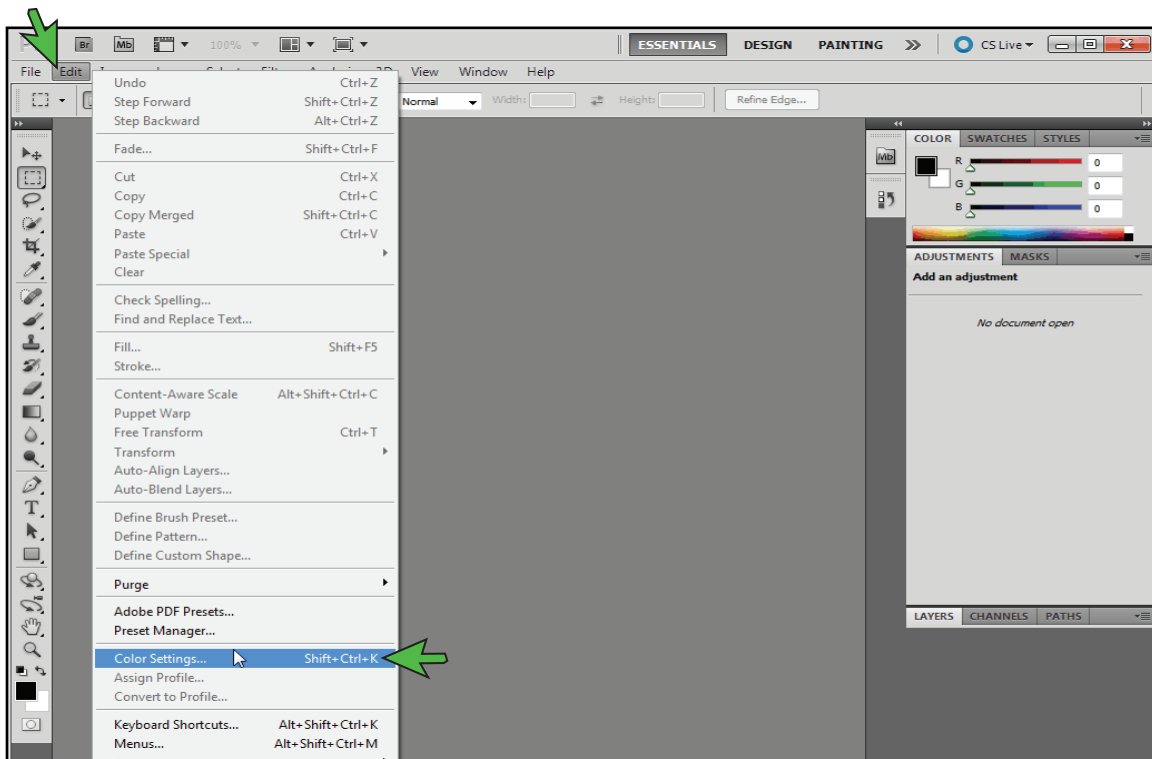 Br Mb 100% ESSENTIALS DESIGN PAINTING CS Live
File Edit View Window Help
Normal Width: Height: Refine Edge...
Undo Ctrl+Z
Step Forward Shift+Ctrl+Z
Step Backward Alt+Ctrl+Z
Fade... Shift+Ctrl+F
Cut Ctrl+X
Copy Ctrl+C
Copy Merged Shift+Ctrl+C
Paste Ctrl+V
Paste Special
Clear
Check Spelling...
Find and Replace Text...
Fill... Shift+F5
Stroke...
Content-Aware Scale Alt+Shift+Ctrl+C
Puppet Warp
Free Transform Ctrl+T
Transform
Auto-Align Layers...
Auto-Blend Layers...
Define Brush Preset...
Define Pattern...
Define Custom Shape...
Purge
Adobe PDF Presets...
Preset Manager...
Color Settings... Shift+Ctrl+K
Assign Profile...
Convert to Profile...
Keyboard Shortcuts... Alt+Shift+Ctrl+K
Menus... Alt+Shift+Ctrl+M
T
Mb
COLOR SWATCHES STYLES
R 0
G 0
B 0
ADJUSTMENTS MASKS
Add an adjustment
No document open
LAYERS CHANNELS PATHS